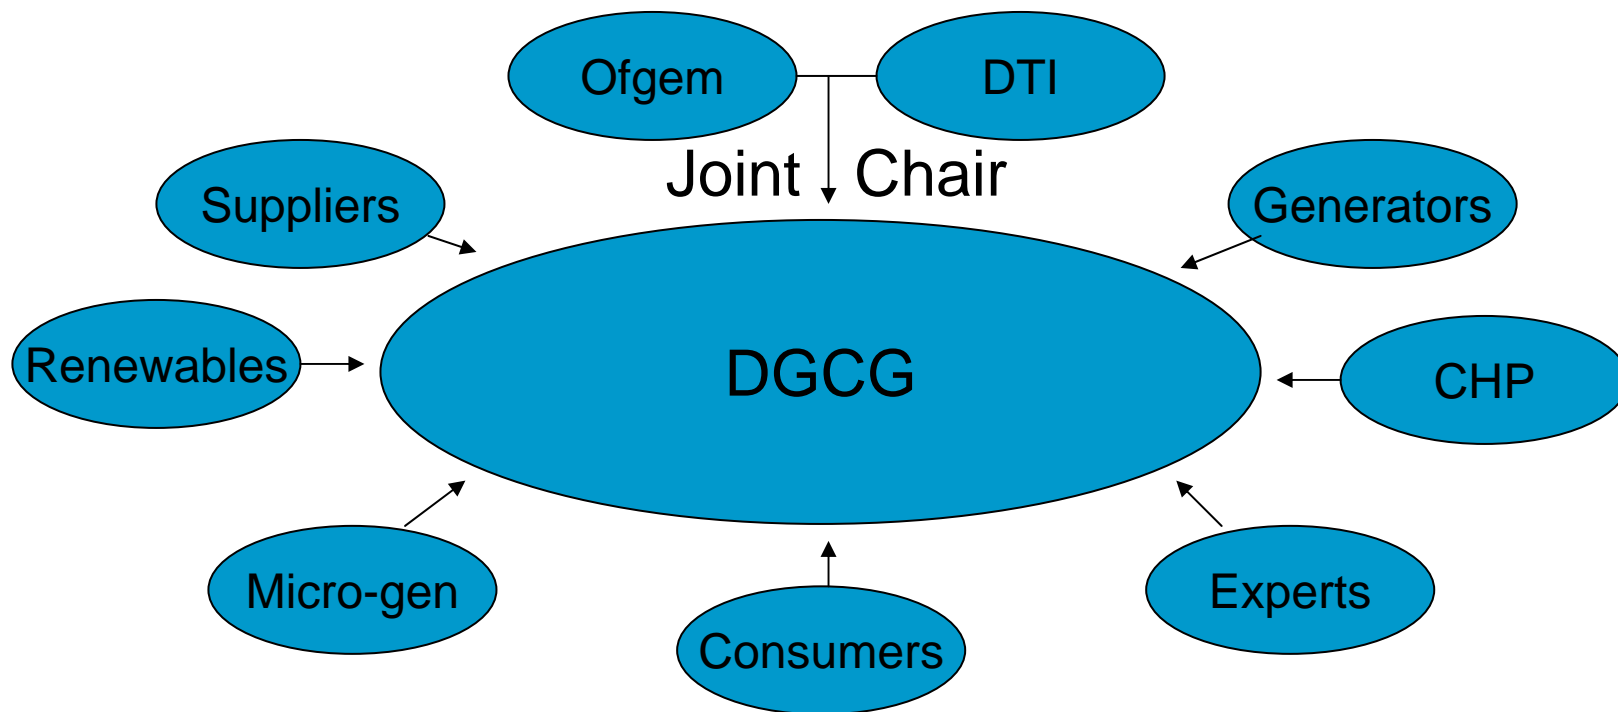 Ofgem
DTI
Joint Chair
Suppliers
Generators
Renewables
DGCG
CHP
Micro-gen
Experts
Consumers